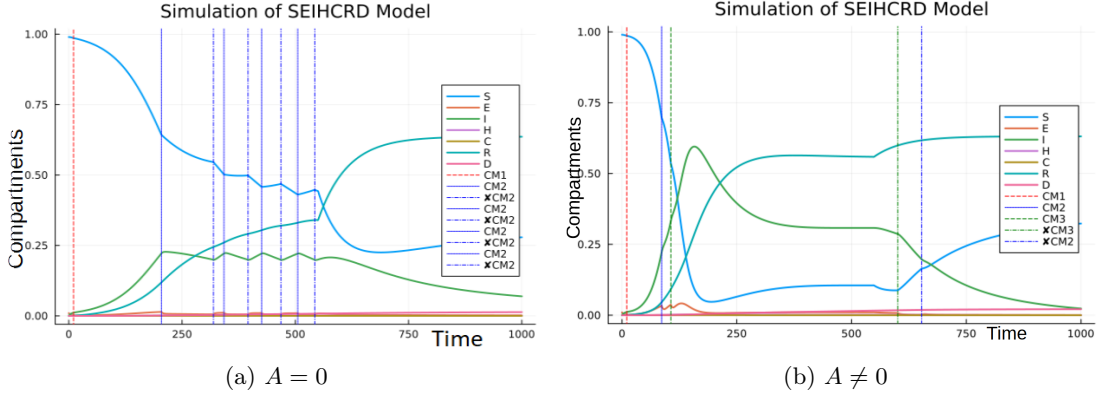 Simulation of SEIHCRD Model
Compartments
1.00
0.75
0.50
0.25
0.00
0
250
500
750
1000
Time
S
E
I
H
C
R
D
CM1
CM2
✘CM2
CM2
✘CM2
CM2
✘CM2
CM2
✘CM2
(a) A = 0
Simulation of SEIHCRD Model
Compartments
1.00
0.75
0.50
0.25
0.00
0
250
500
750
1000
Time
S
E
I
H
C
R
D
CM1
CM2
CM3
✘CM3
✘CM2
(b) A ≠ 0